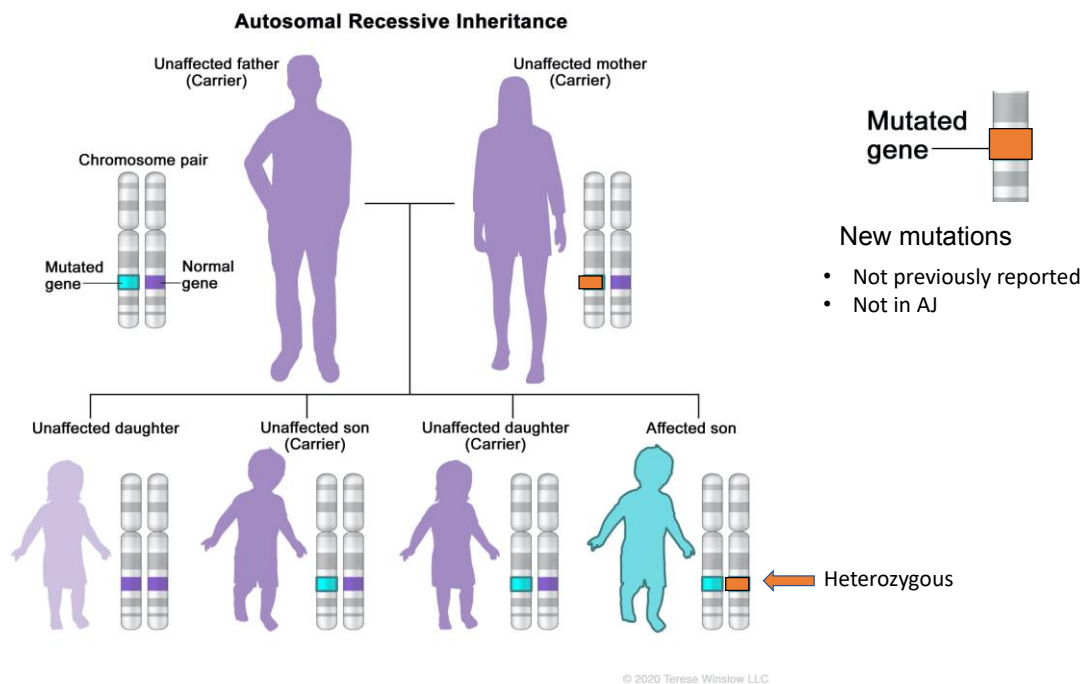 Autosomal Recessive Inheritance
Unaffected father
(Carrier)
Unaffected mother
(Carrier)
Chromosome pair
Mutated
gene
Normal
gene
Mutated
gene
New mutations
• Not previously reported
• Not in AJ
Unaffected daughter
Unaffected son
(Carrier)
Unaffected daughter
(Carrier)
Affected son
Heterozygous
© 2020 Terese Winslow LLC